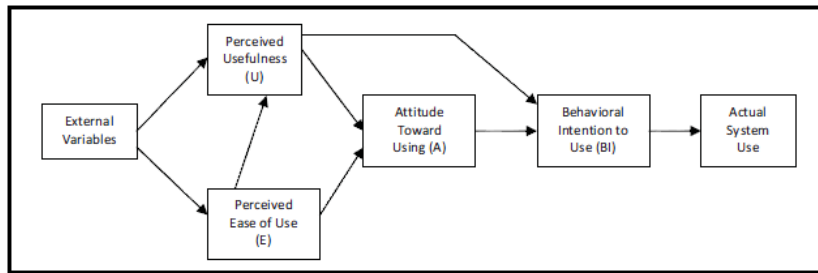 Perceived
Usefulness
(U)
External
Variables
Attitude
Toward
Using (A)
Behavioral
Intention to
Use (BI)
Actual
System
Use
Perceived
Ease of Use
(E)